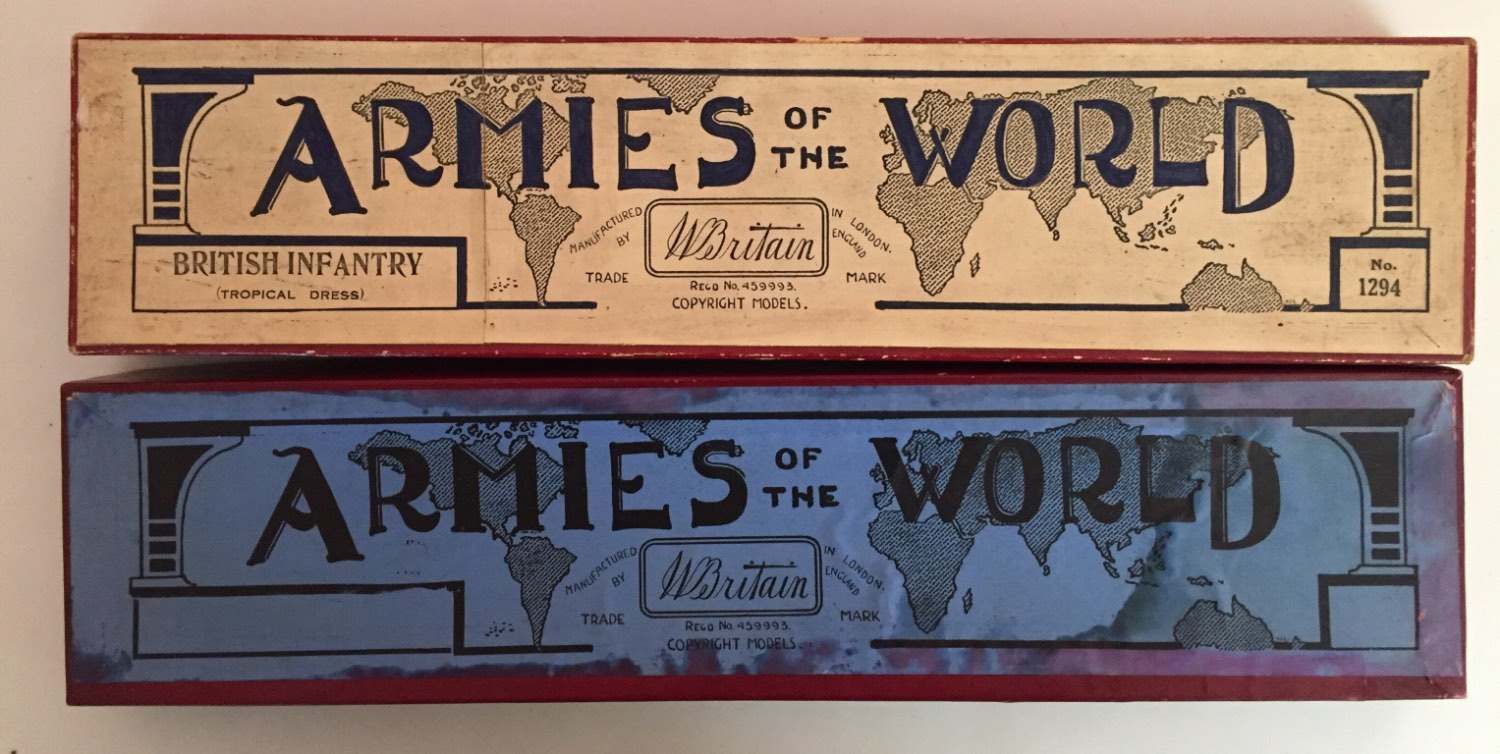 ARMIES OF THE WORLD
MANUFACTURED BY
W Britain
IN LONDON. ENGLAND
TRADE MARK
REGD No. 459993.
COPYRIGHT MODELS.
BRITISH INFANTRY
(TROPICAL DRESS)
No.
1294
ARMIES OF THE WORLD
MANUFACTURED BY
W Britain
IN LONDON. ENGLAND
TRADE MARK
REGD No. 459993.
COPYRIGHT MODELS.